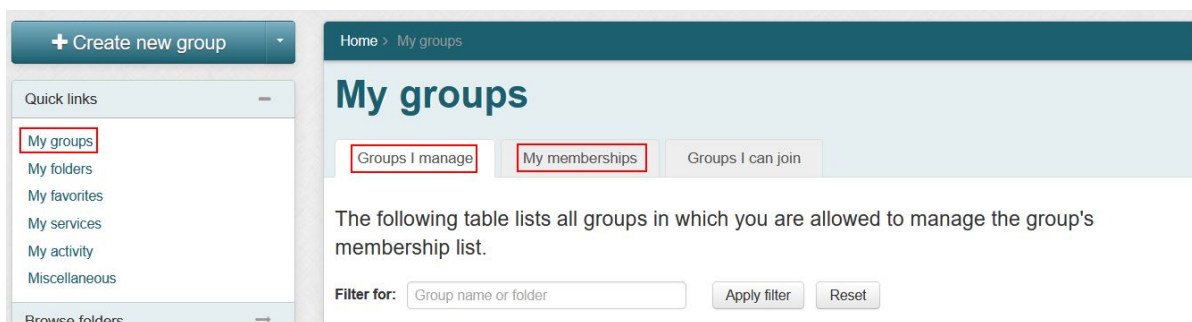 + Create new group
Quick links
My groups
My folders
My favorites
My services
My activity
Miscellaneous
Browse folders
Home > My groups
My groups
Groups I manage
My memberships
Groups I can join
The following table lists all groups in which you are allowed to manage the group's
membership list.
Filter for: Group name or folder Apply filter Reset